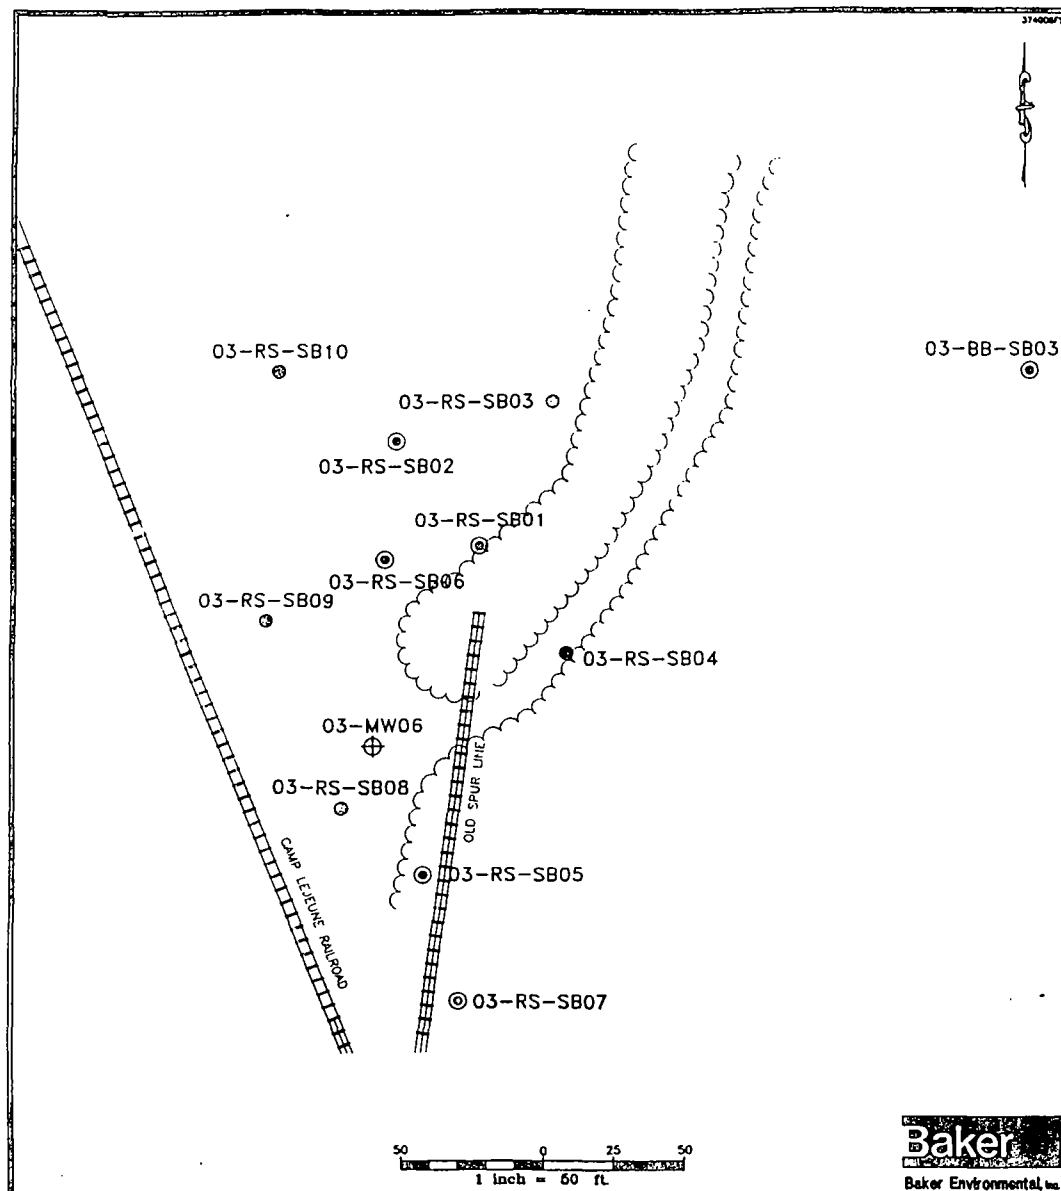 03-RS-SB10
03-BB-SB03
03-RS-SB03
03-RS-SB02
03-RS-SB01
03-RS-SB06
03-RS-SB09
03-RS-SB04
03-MW06
03-RS-SB08
OLD SPUR LINE
CAMP LEJEUNE RAILROAD
03-RS-SB05
03-RS-SB07
50 0 25 50
1 inch = 50 ft.
Baker
Baker Environmental, Inc.